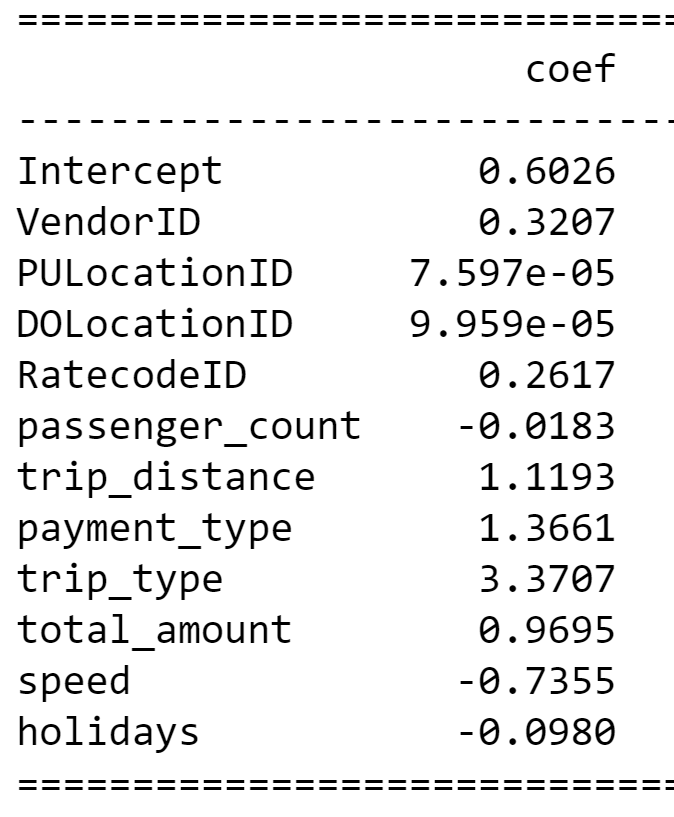 ==============================
coef
------------------------------
Intercept 0.6026
VendorID 0.3207
PULocationID 7.597e-05
DOLocationID 9.959e-05
RatecodeID 0.2617
passenger_count -0.0183
trip_distance 1.1193
payment_type 1.3661
trip_type 3.3707
total_amount 0.9695
speed -0.7355
holidays -0.0980
==============================